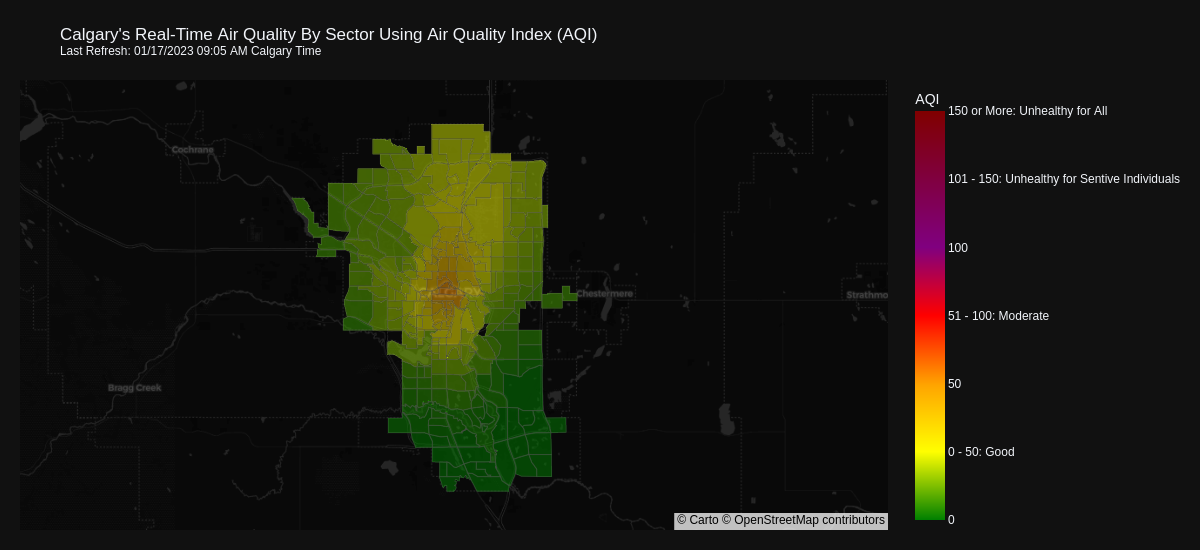 Calgary's Real-Time Air Quality By Sector Using Air Quality Index (AQI)
Last Refresh: 01/17/2023 09:05 AM Calgary Time
AQI
150 or More: Unhealthy for All
Cochrane
101 - 150: Unhealthy for Sentive Individuals
100
Chestermere
Strathmo
51 - 100: Moderate
50
Bragg Creek
0 - 50: Good
© Carto © OpenStreetMap contributors
0